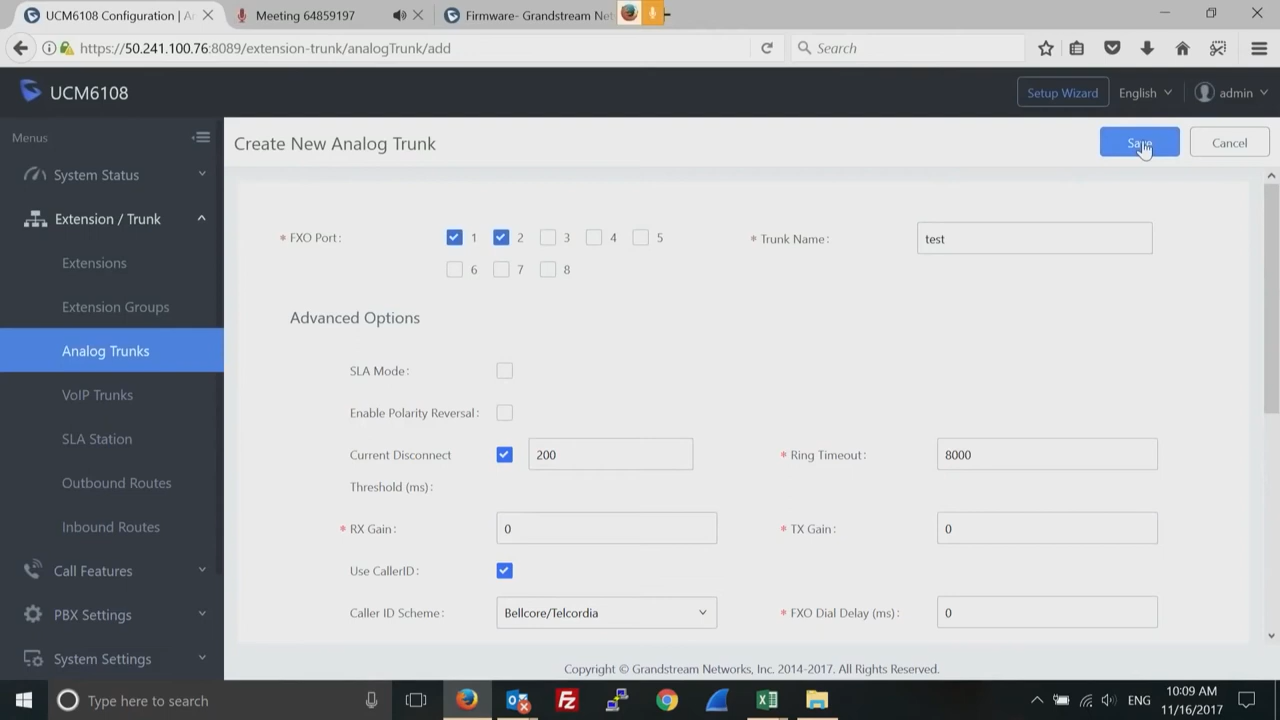 UCM6108 Configuration | A
Meeting 64859197
Firmware- Grandstream Net
https://50.241.100.76:8089/extension-trunk/analogTrunk/add
Search
UCM6108
Setup Wizard
English
admin
Menus
Create New Analog Trunk
Save
Cancel
System Status
Extension / Trunk
Extensions
Extension Groups
Analog Trunks
VoIP Trunks
SLA Station
Outbound Routes
Inbound Routes
Call Features
PBX Settings
System Settings
* FXO Port : 1 2 3 4 5
6 7 8
* Trunk Name : test
Advanced Options
SLA Mode :
Enable Polarity Reversal :
Current Disconnect 200 * Ring Timeout : 8000
Threshold (ms) :
* RX Gain : 0 * TX Gain : 0
Use CallerID :
Caller ID Scheme : Bellcore/Telcordia * FXO Dial Delay (ms) : 0
Copyright © Grandstream Networks, Inc. 2014-2017. All Rights Reserved.
Type here to search
ENG
10:09 AM
11/16/2017